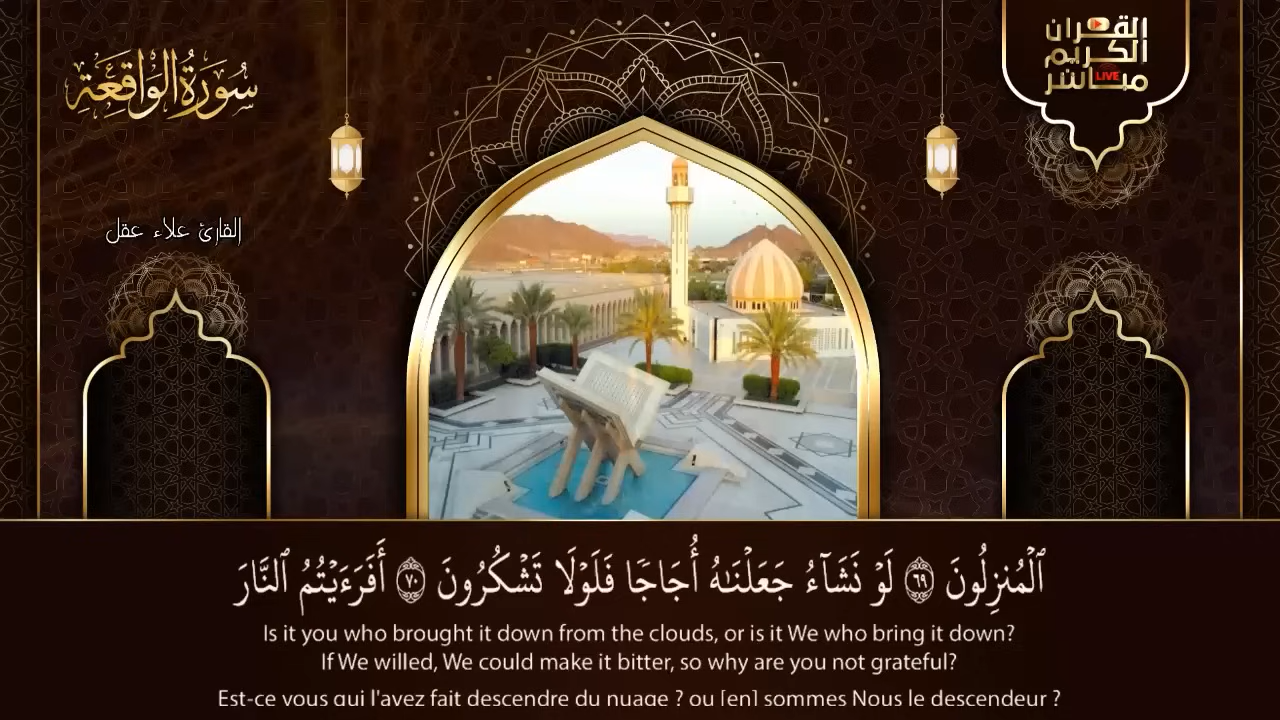 سُورَةُ الوَاقِعَة
القرآن
الكريم
مباشر
LIVE
القارئ علاء عقل
ٱلْمُنزِلُونَ ٦٩ لَوْ نَشَآءُ جَعَلْنَٰهُ أُجَاجًا فَلَوْلَا تَشْكُرُونَ ٧٠ أَفَرَءَيْتُمُ ٱلنَّارَ
Is it you who brought it down from the clouds, or is it We who bring it down?
If We willed, We could make it bitter, so why are you not grateful?
Est-ce vous qui l'avez fait descendre du nuage ? ou [en] sommes Nous le descendeur ?